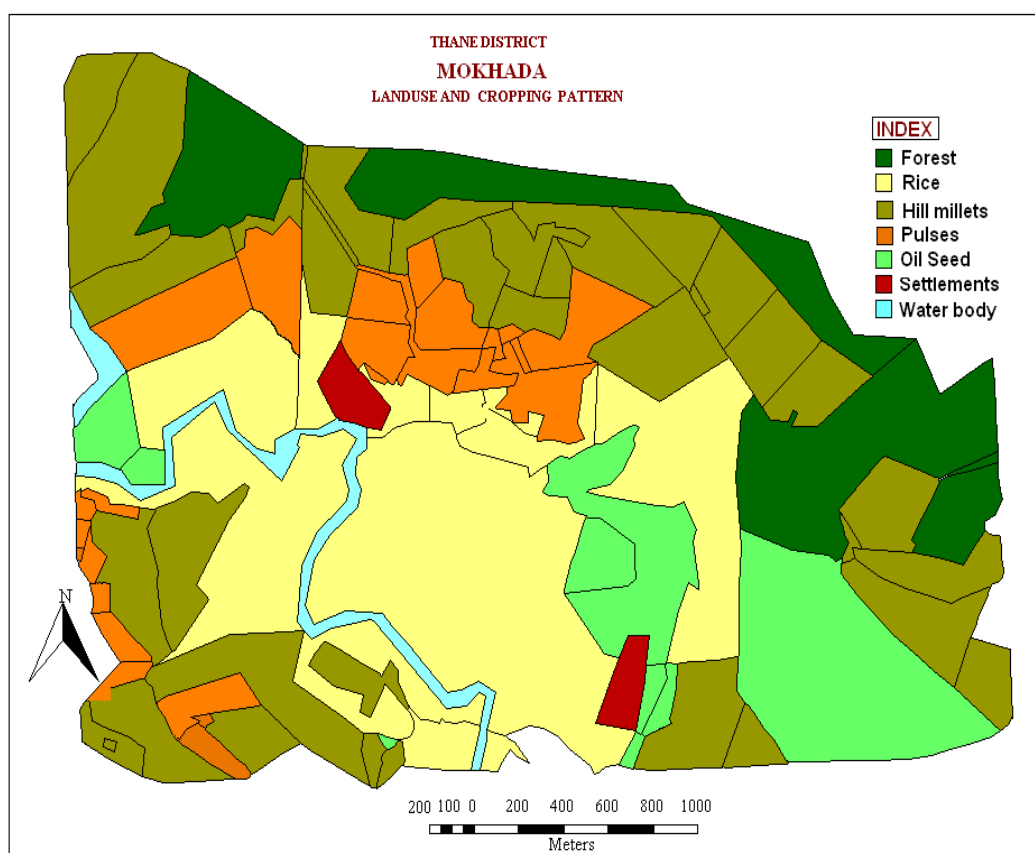 THANE DISTRICT
MOKHADA
LANDUSE AND CROPPING PATTERN
INDEX
Forest
Rice
Hill millets
Pulses
Oil Seed
Settlements
Water body
N
200 100 0 200 400 600 800 1000
Meters